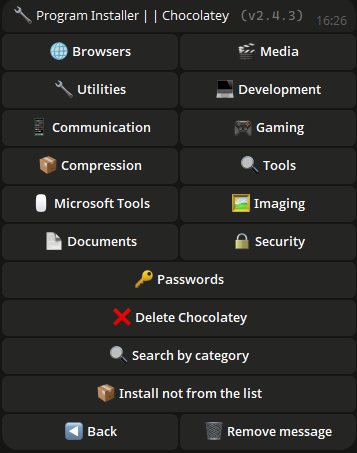 Program Installer || Chocolatey (v2.4.3) 16:26
Browsers Media
Utilities Development
Communication Gaming
Compression Tools
Microsoft Tools Imaging
Documents Security
Passwords
Delete Chocolatey
Search by category
Install not from the list
Back Remove message